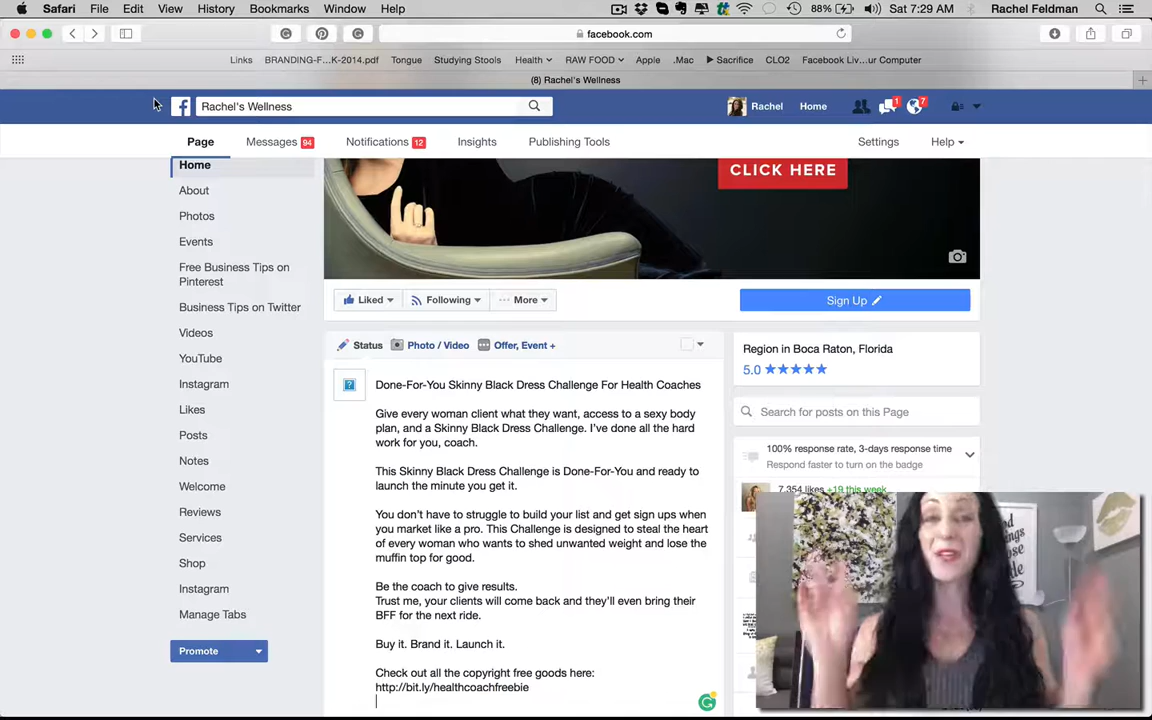 Safari File Edit View History Bookmarks Window Help
88% Sat 7:29 AM Rachel Feldman
facebook.com
Links BRANDING-F...K-2014.pdf Tongue Studying Stools Health RAW FOOD Apple .Mac Sacrifice CLO2 Facebook Liv...ur Computer
(8) Rachel's Wellness
Rachel's Wellness
Rachel Home 1 7
Page Messages 94 Notifications 12 Insights Publishing Tools Settings Help
Home
About
Photos
Events
Free Business Tips on
Pinterest
Business Tips on Twitter
Videos
YouTube
Instagram
Likes
Posts
Notes
Welcome
Reviews
Services
Shop
Instagram
Manage Tabs
Promote
CLICK HERE
Liked Following More Sign Up
Status Photo / Video Offer, Event +
Done-For-You Skinny Black Dress Challenge For Health Coaches
Give every woman client what they want, access to a sexy body
plan, and a Skinny Black Dress Challenge. I've done all the hard
work for you, coach.
This Skinny Black Dress Challenge is Done-For-You and ready to
launch the minute you get it.
You don't have to struggle to build your list and get sign ups when
you market like a pro. This Challenge is designed to steal the heart
of every woman who wants to shed unwanted weight and lose the
muffin top for good.
Be the coach to give results.
Trust me, your clients will come back and they'll even bring their
BFF for the next ride.
Buy it. Brand it. Launch it.
Check out all the copyright free goods here:
http://bit.ly/healthcoachfreebie
Region in Boca Raton, Florida
5.0
Search for posts on this Page
100% response rate, 3-days response time
Respond faster to turn on the badge
7,354 likes +19 this week